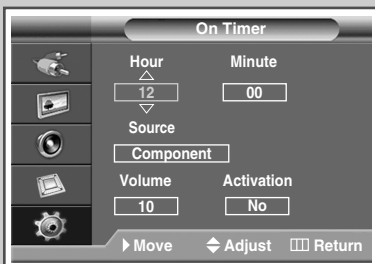 On Timer
Hour Minute
12 00
Source
Component
Volume Activation
10 No
Move Adjust Return